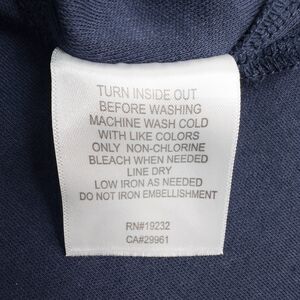 TURN INSIDE OUT
BEFORE WASHING
MACHINE WASH COLD
WITH LIKE COLORS
ONLY NON-CHLORINE
BLEACH WHEN NEEDED
LINE DRY
LOW IRON AS NEEDED
DO NOT IRON EMBELLISHMENT
RN#19232
CA#29961